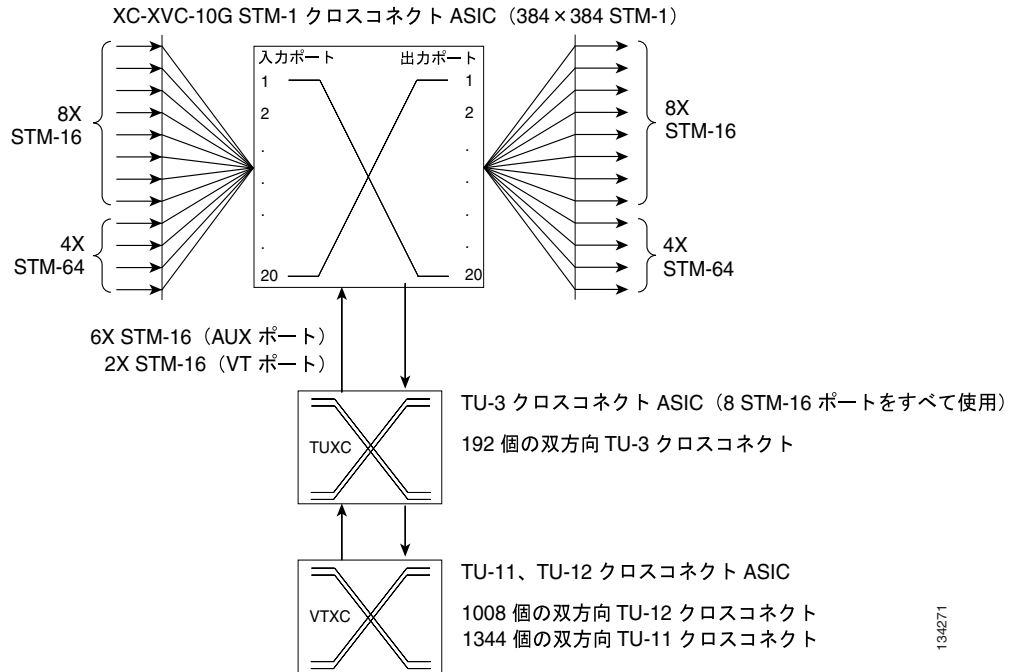 XC-XVC-10G STM-1 クロスコネクト ASIC（384×384 STM-1）
入力ポート
出力ポート
1
1
2
2
8X
STM-16
8X
STM-16
.
.
.
.
.
.
.
.
4X
STM-64
4X
STM-64
20
20
6X STM-16（AUX ポート）
2X STM-16（VT ポート）
TU-3 クロスコネクト ASIC（8 STM-16 ポートをすべて使用）
TUXC
192 個の双方向 TU-3 クロスコネクト
TU-11、TU-12 クロスコネクト ASIC
VTXC
1008 個の双方向 TU-12 クロスコネクト
1344 個の双方向 TU-11 クロスコネクト
134271